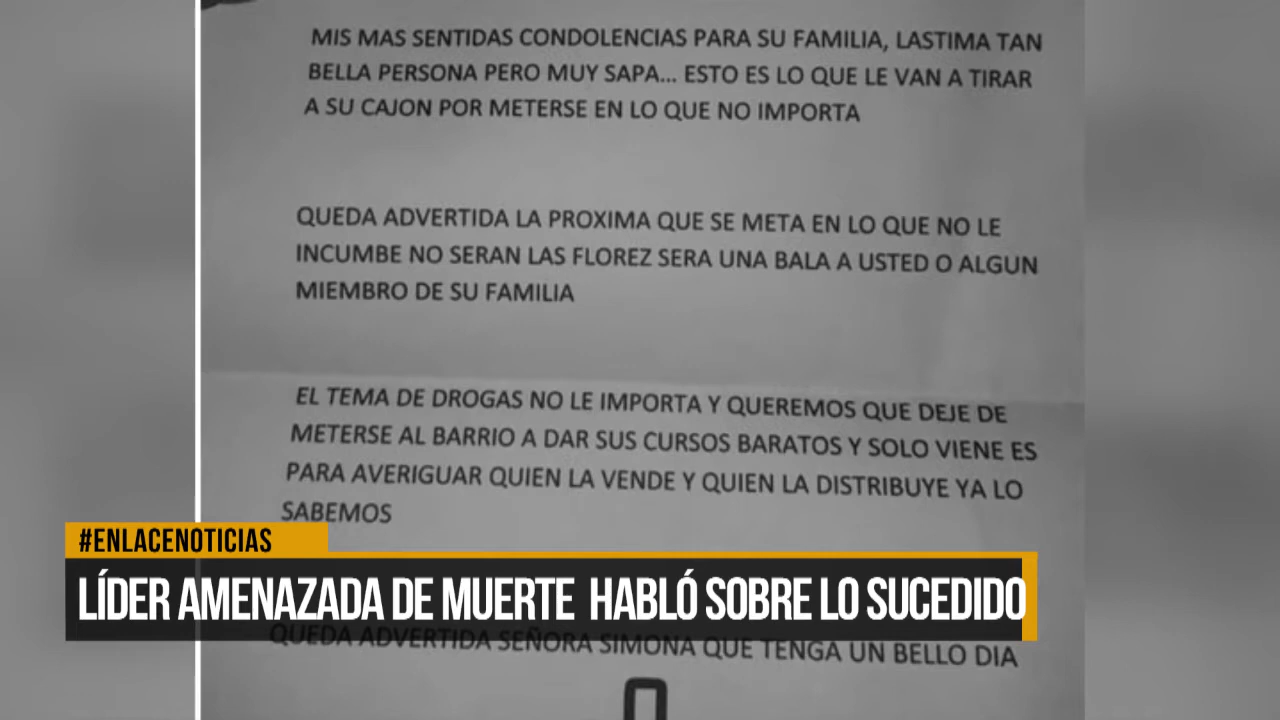 MIS MAS SENTIDAS CONDOLENCIAS PARA SU FAMILIA, LASTIMA TAN
BELLA PERSONA PERO MUY SAPA... ESTO ES LO QUE LE VAN A TIRAR
A SU CAJON POR METERSE EN LO QUE NO IMPORTA
QUEDA ADVERTIDA LA PROXIMA QUE SE META EN LO QUE NO LE
INCUMBE NO SERAN LAS FLOREZ SERA UNA BALA A USTED O ALGUN
MIEMBRO DE SU FAMILIA
EL TEMA DE DROGAS NO LE IMPORTA Y QUEREMOS QUE DEJE DE
METERSE AL BARRIO A DAR SUS CURSOS BARATOS Y SOLO VIENE ES
PARA AVERIGUAR QUIEN LA VENDE Y QUIEN LA DISTRIBUYE YA LO
SABEMOS
#ENLACENOTICIAS
LÍDER AMENAZADA DE MUERTE HABLÓ SOBRE LO SUCEDIDO
QUEDA ADVERTIDA SEÑORA SIMONA QUE TENGA UN BELLO DIA